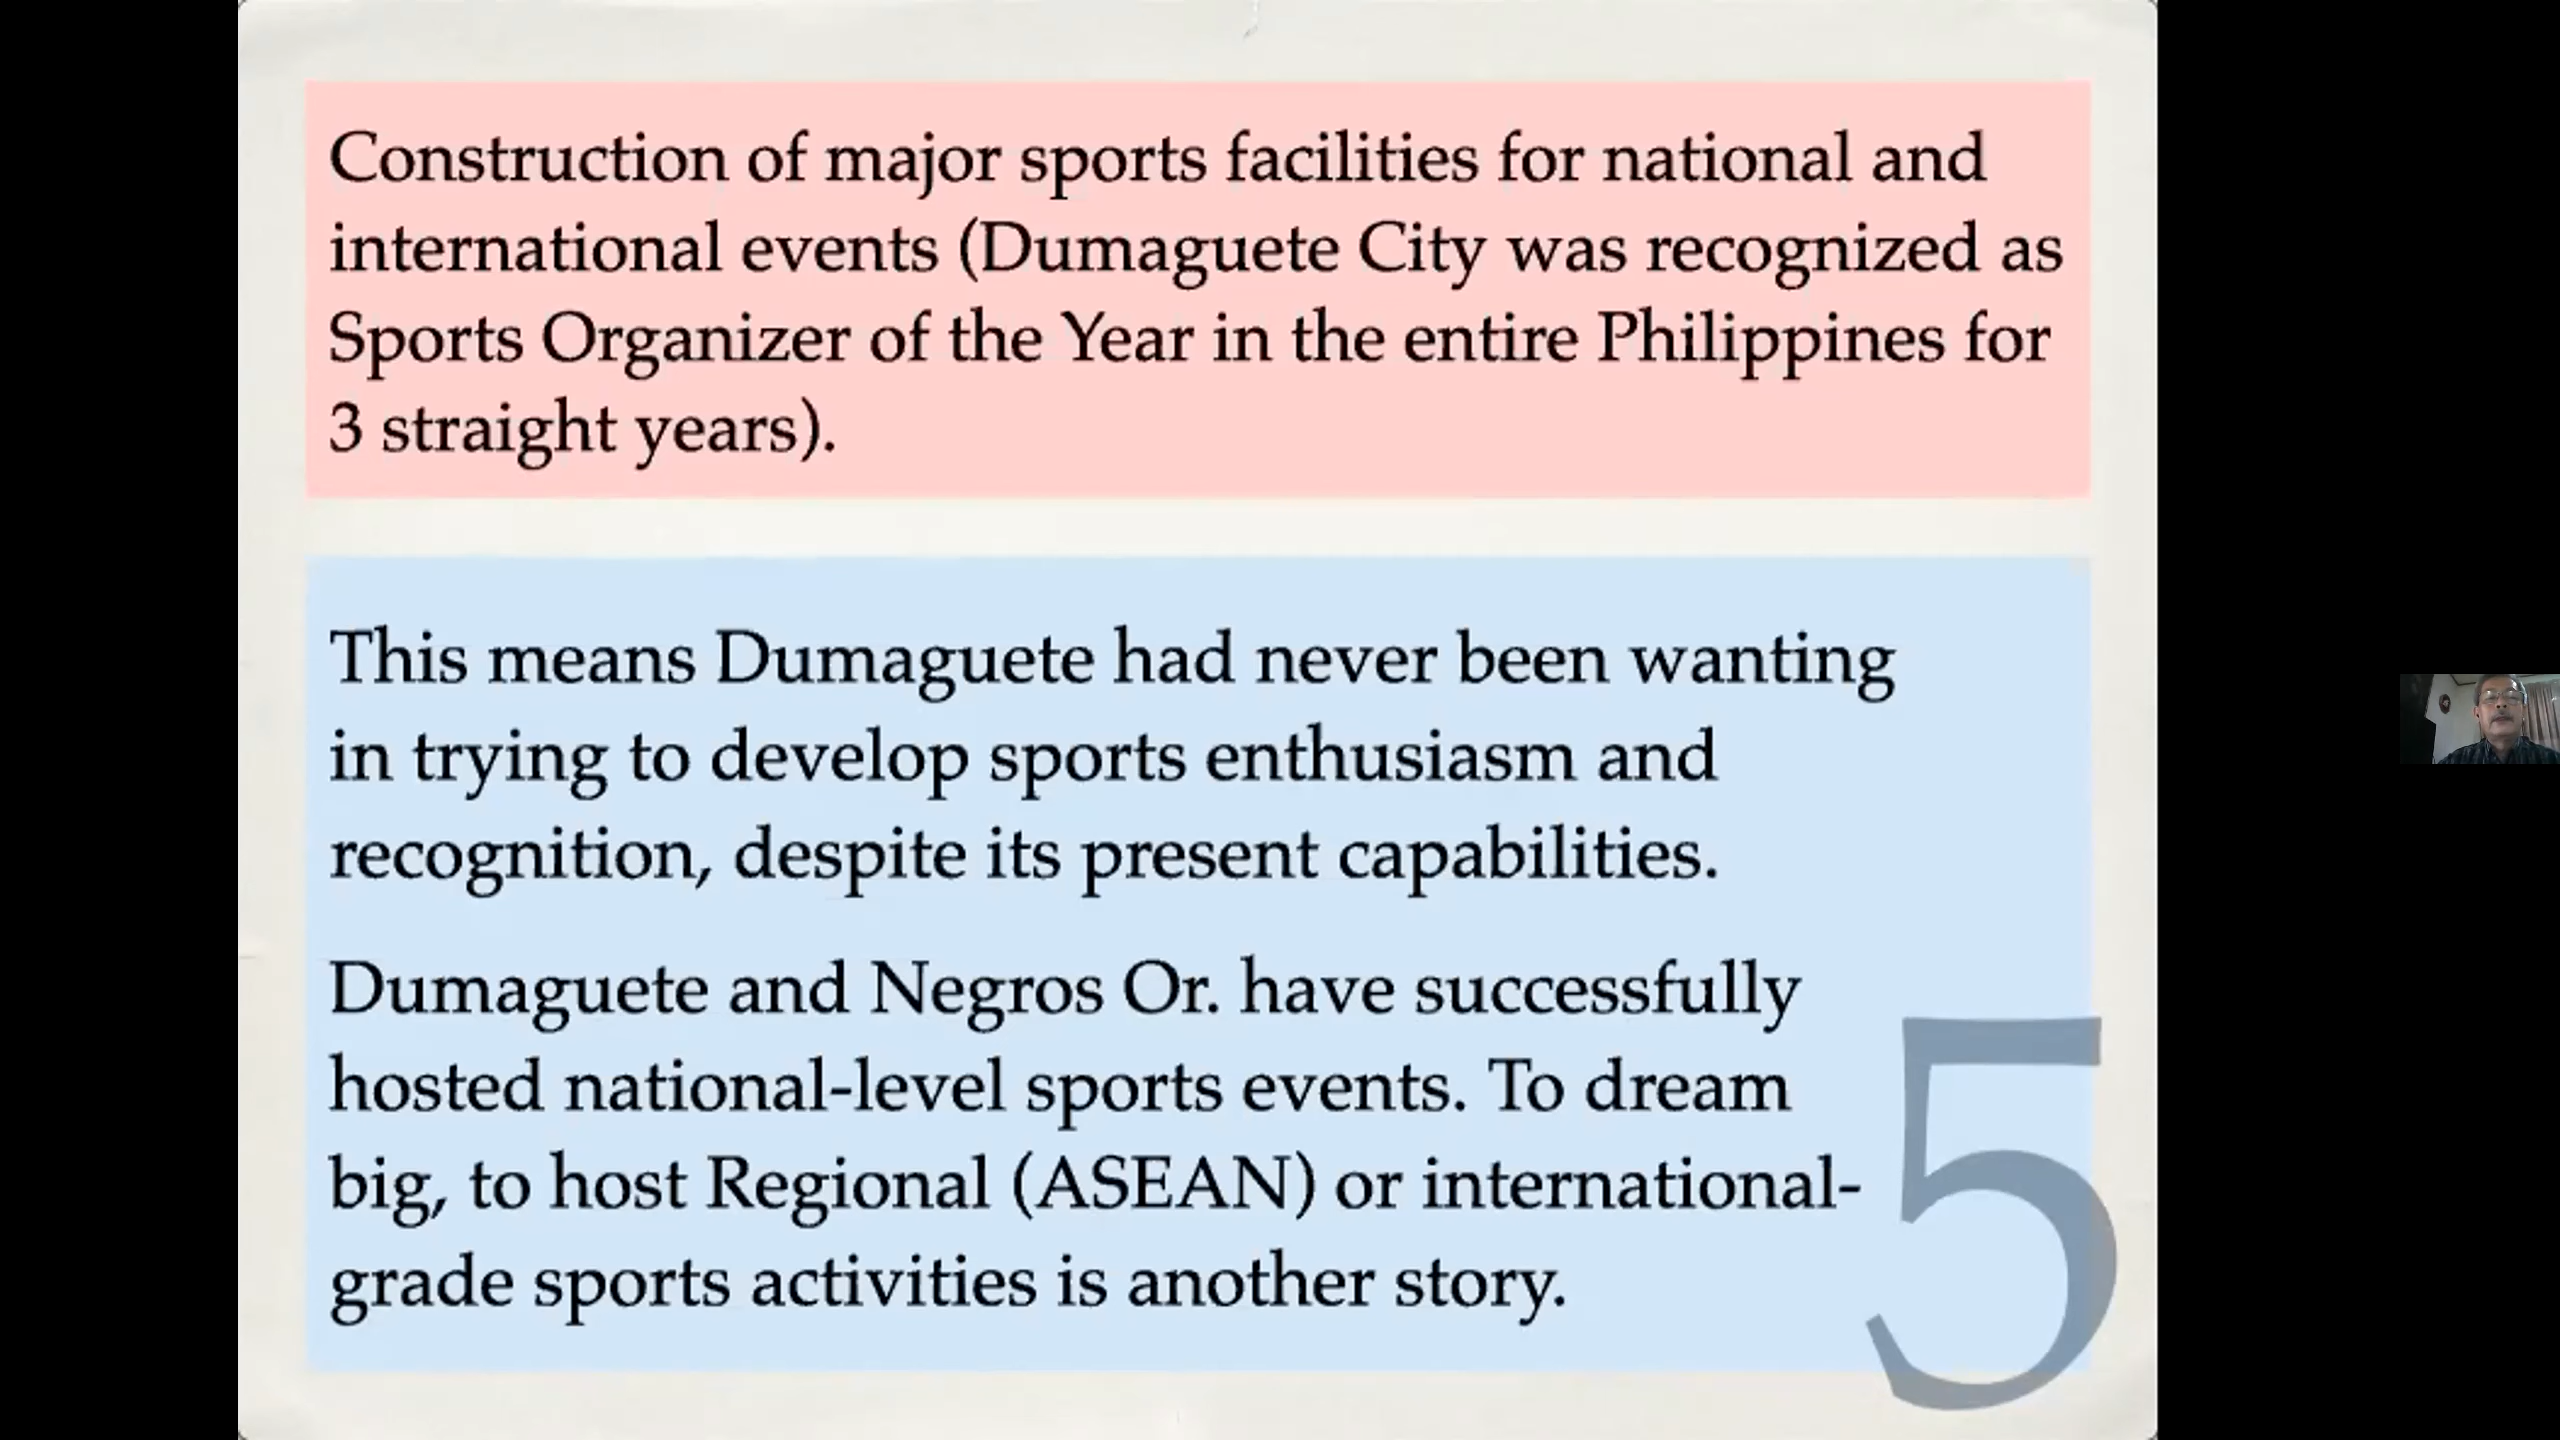 Construction of major sports facilities for national and
international events (Dumaguete City was recognized as
Sports Organizer of the Year in the entire Philippines for
3 straight years).
This means Dumaguete had never been wanting
in trying to develop sports enthusiasm and
recognition, despite its present capabilities.
Dumaguete and Negros Or. have successfully
hosted national-level sports events. To dream
big, to host Regional (ASEAN) or international-
grade sports activities is another story.
5